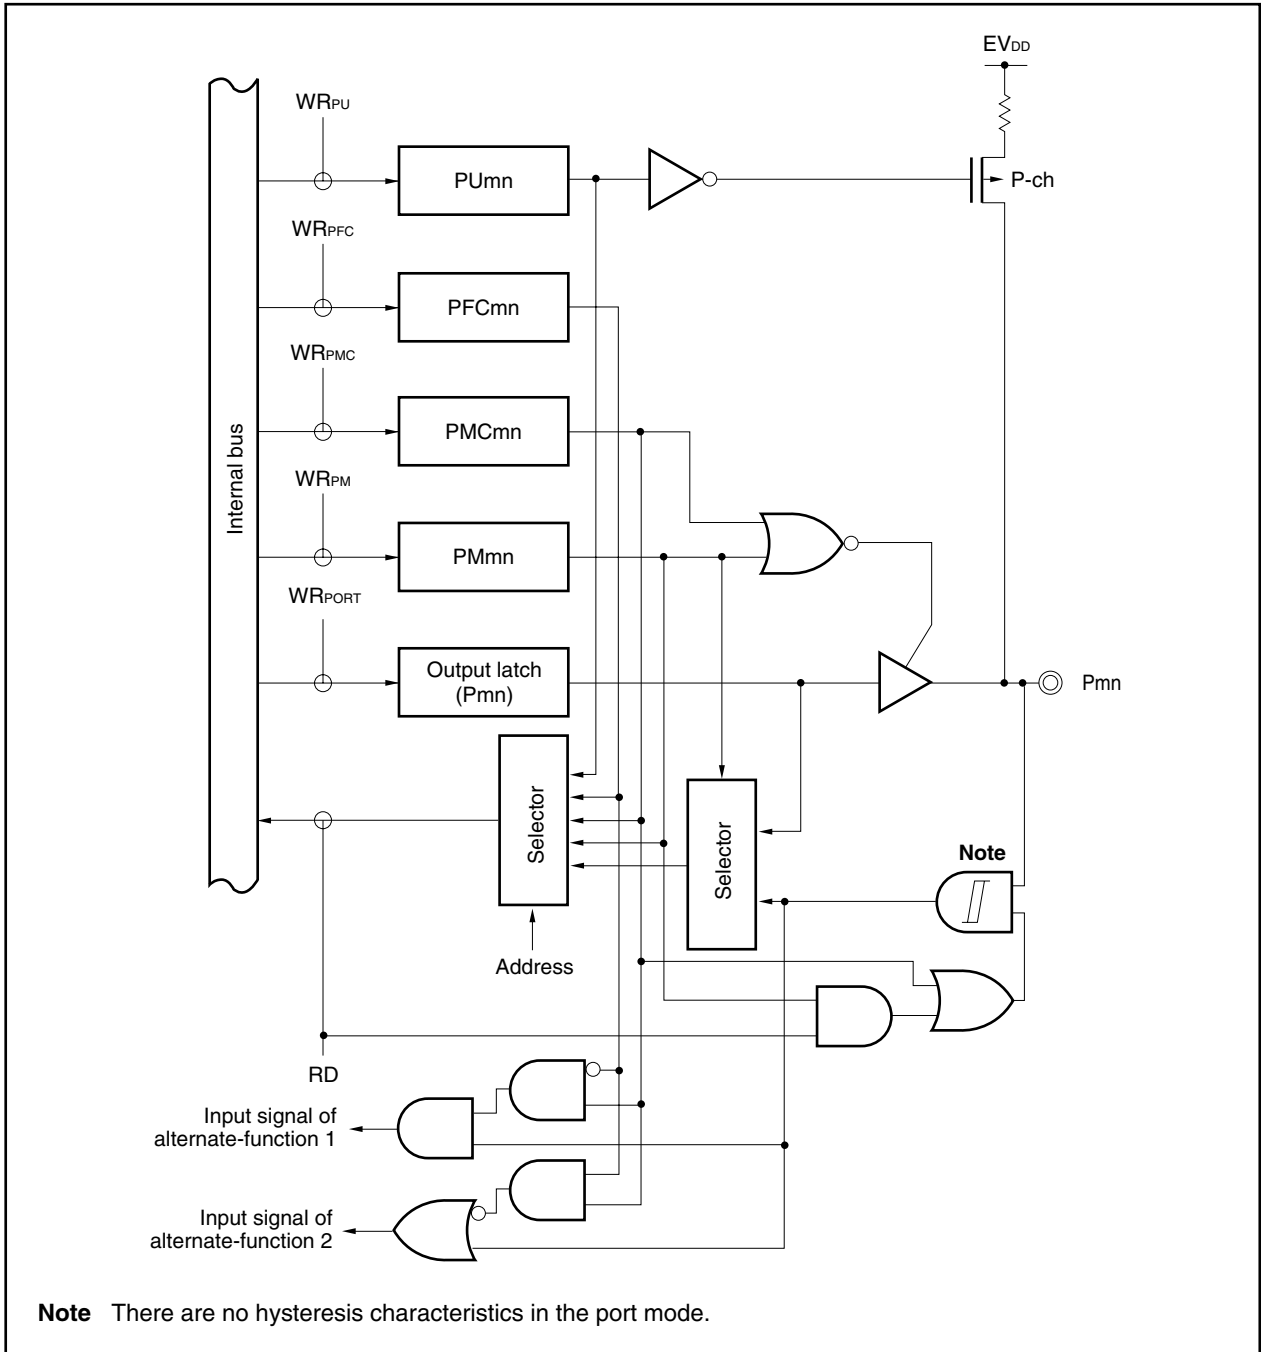 EVDD
WRPU
PUmn
P-ch
WRPFC
PFCmn
WRPMC
PMCmn
Internal bus
WRPM
PMmn
WRPORT
Output latch
(Pmn)
Pmn
Selector
Selector
Note
Address
RD
Input signal of
alternate-function 1
Input signal of
alternate-function 2
Note There are no hysteresis characteristics in the port mode.